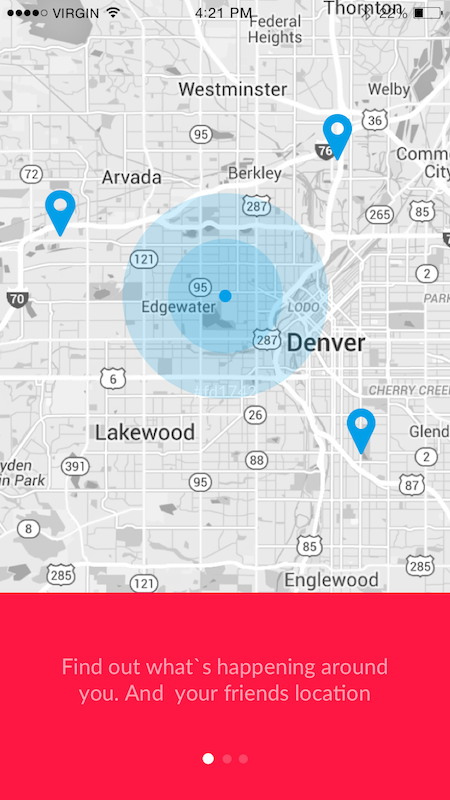 VIRGIN 4:21 PM 22%
Thornton
Federal
Heights
Westminster
Welby
36
95
76
Comm
City
72
Arvada
Berkley
287
265
85
121
2
95
70
Edgewater
LODO
PARK
287
Denver
6
CHERRY CREE
26
Lakewood
Glend
yden
in Park
391
88
2
95
87
8
85
285
121
Englewood
285
Find out what`s happening around
you. And  your friends location